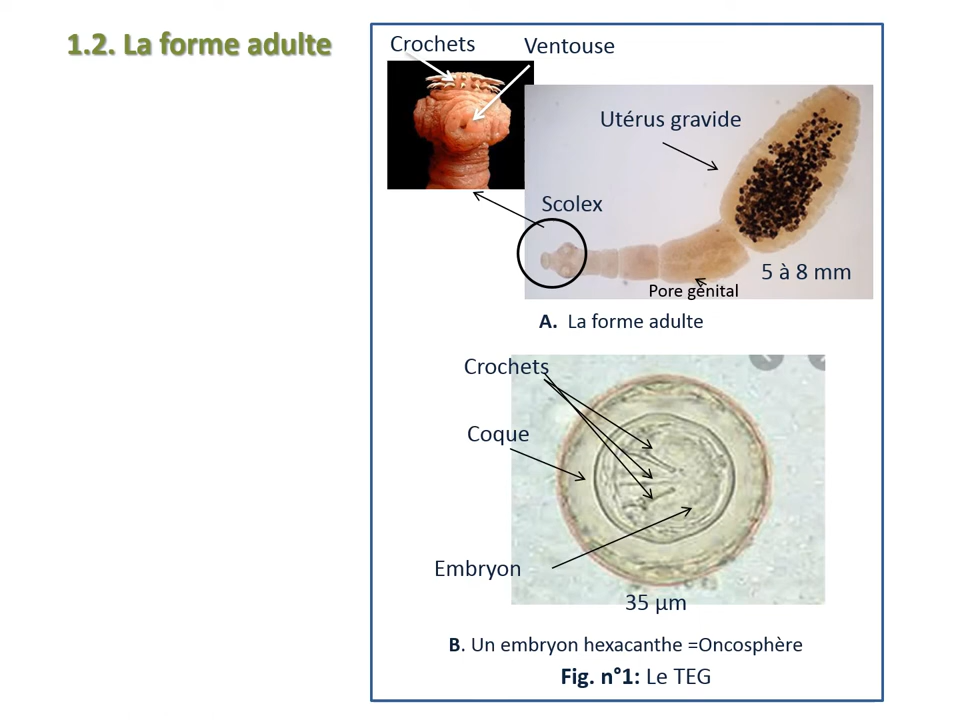 1.2. La forme adulte
Crochets
Ventouse
Utérus gravide
Scolex
5 à 8 mm
Pore génital
A. La forme adulte
Crochets
Coque
Embryon
35 µm
B. Un embryon hexacanthe =Oncosphère
Fig. n°1: Le TEG